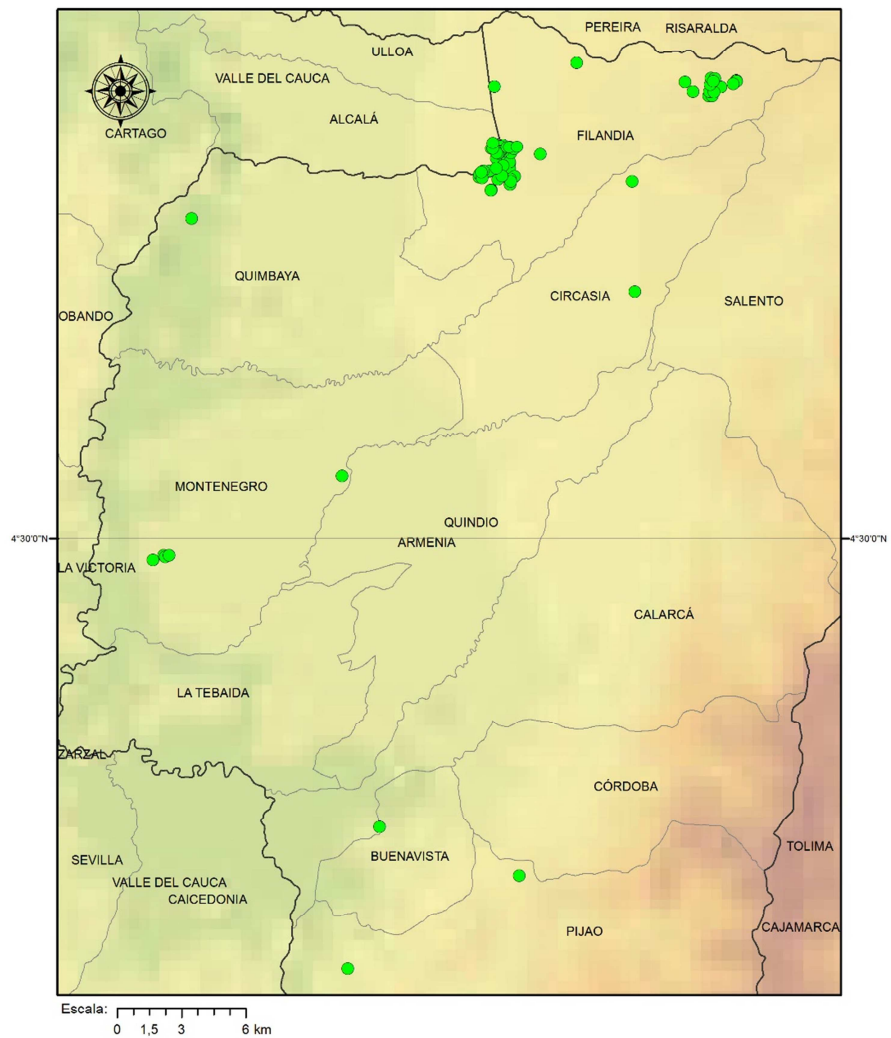 PEREIRA
RISARALDA
ULLOA
VALLE DEL CAUCA
ALCALÁ
CARTAGO
FILANDIA
QUIMBAYA
CIRCASIA
SALENTO
OBANDO
MONTENEGRO
QUINDIO
4°30'0"N
ARMENIA
4°30'0"N
LA VICTORIA
CALARCÁ
LA TEBAIDA
ZARZAL
CÓRDOBA
TOLIMA
SEVILLA
BUENAVISTA
VALLE DEL CAUCA
CAICEDONIA
PIJAO
CAJAMARCA
Escala:
0 1,5 3 6 km